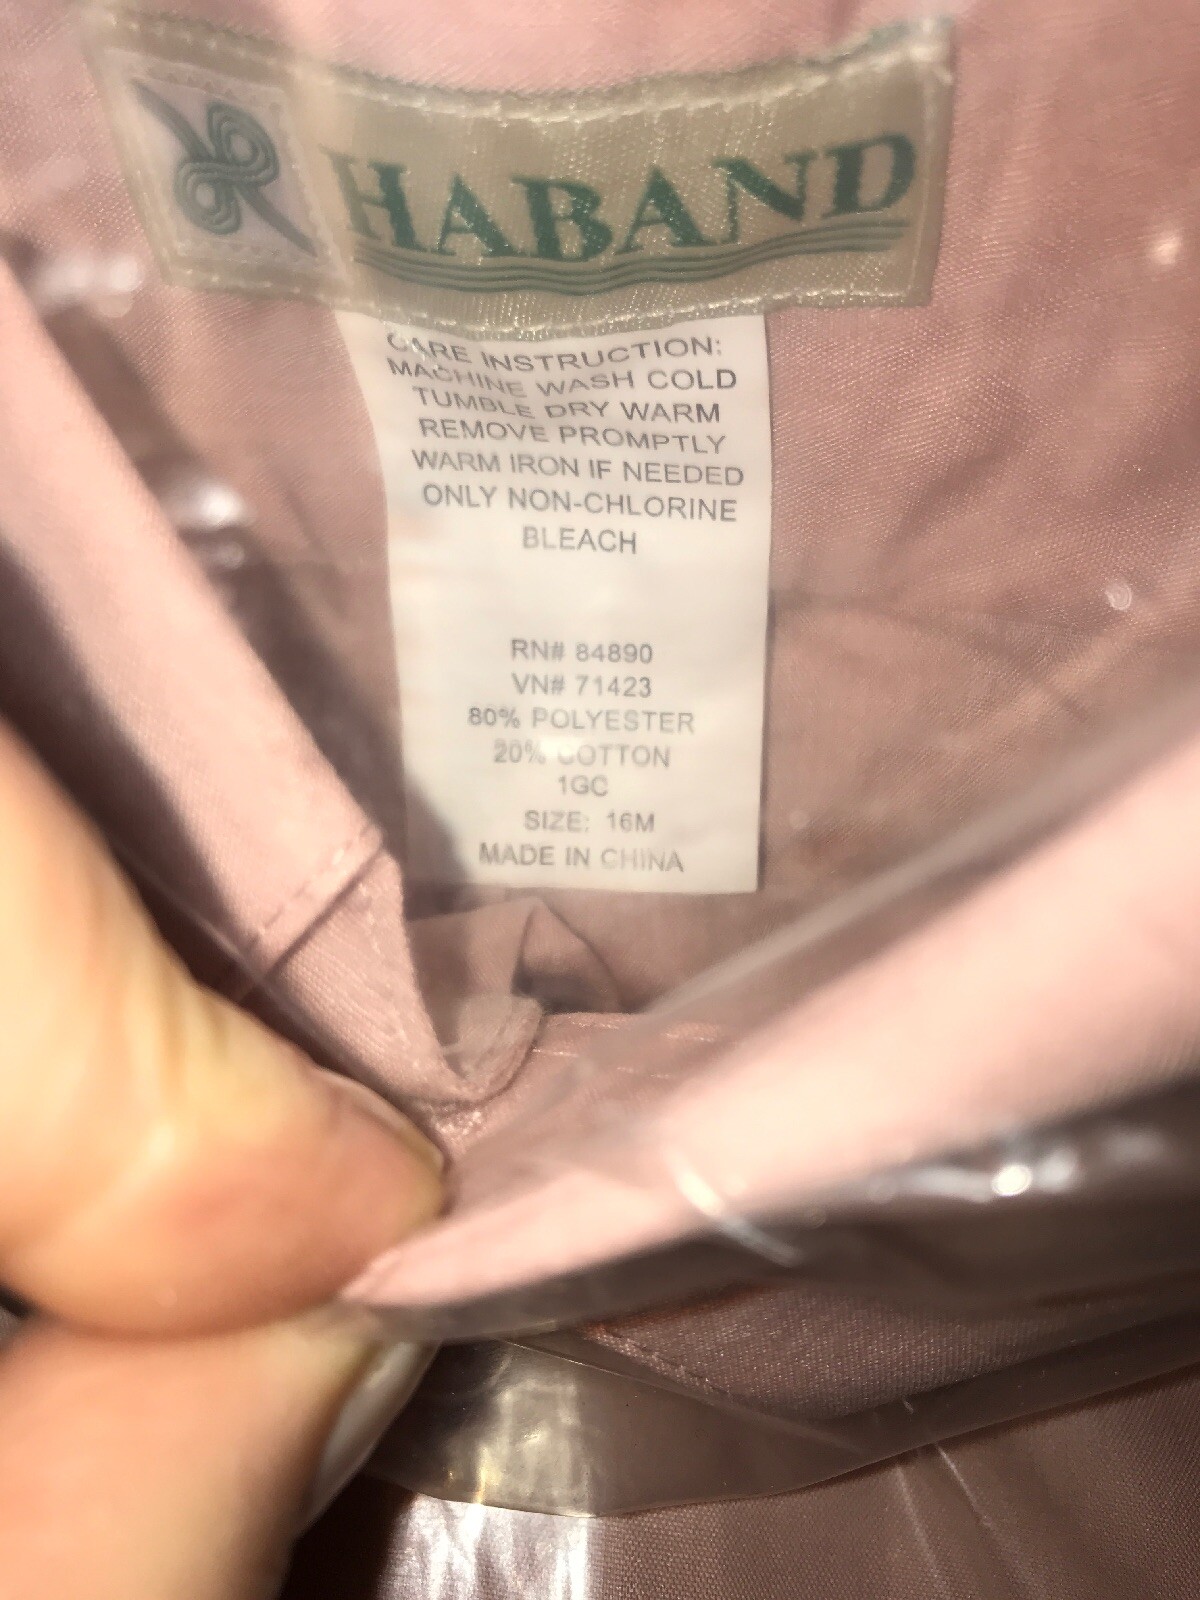 HABAND
CARE INSTRUCTION:
MACHINE WASH COLD
TUMBLE DRY WARM
REMOVE PROMPTLY
WARM IRON IF NEEDED
ONLY NON-CHLORINE
BLEACH
RN# 84890
VN# 71423
80% POLYESTER
20% COTTON
1GC
SIZE: 16M
MADE IN CHINA